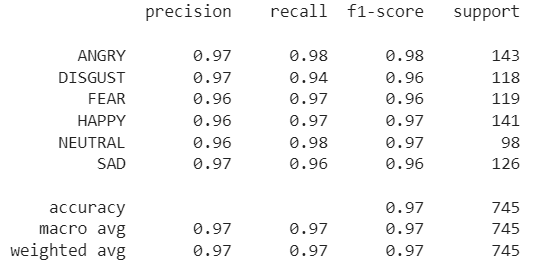 precision recall f1-score support
ANGRY 0.97 0.98 0.98 143
DISGUST 0.97 0.94 0.96 118
FEAR 0.96 0.97 0.96 119
HAPPY 0.96 0.97 0.97 141
NEUTRAL 0.96 0.98 0.97 98
SAD 0.97 0.96 0.96 126
accuracy 0.97 745
macro avg 0.97 0.97 0.97 745
weighted avg 0.97 0.97 0.97 745